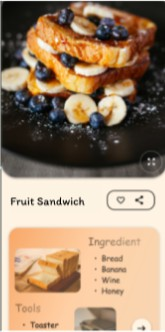 Fruit Sandwich
Ingredient
• Bread
• Banana
• Wine
• Honey
Tools
• Toaster